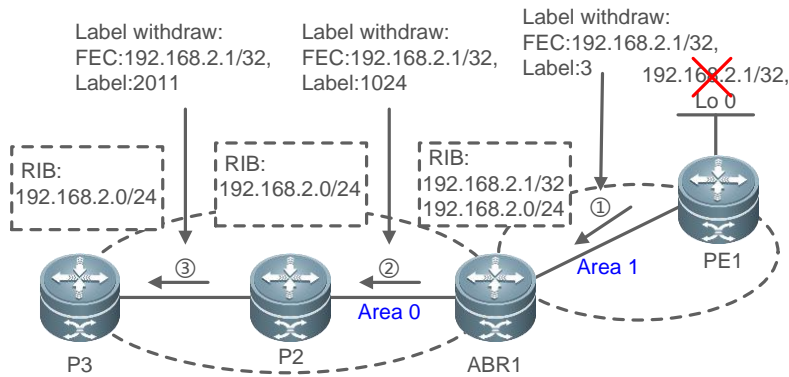 Label withdraw:
FEC:192.168.2.1/32,
Label:2011
Label withdraw:
FEC:192.168.2.1/32,
Label:1024
Label withdraw:
FEC:192.168.2.1/32,
Label:3
192.168.2.1/32,
Lo 0
RIB:
192.168.2.0/24
RIB:
192.168.2.0/24
RIB:
192.168.2.1/32
192.168.2.0/24
①
PE1
Area 1
③
②
Area 0
P3
P2
ABR1